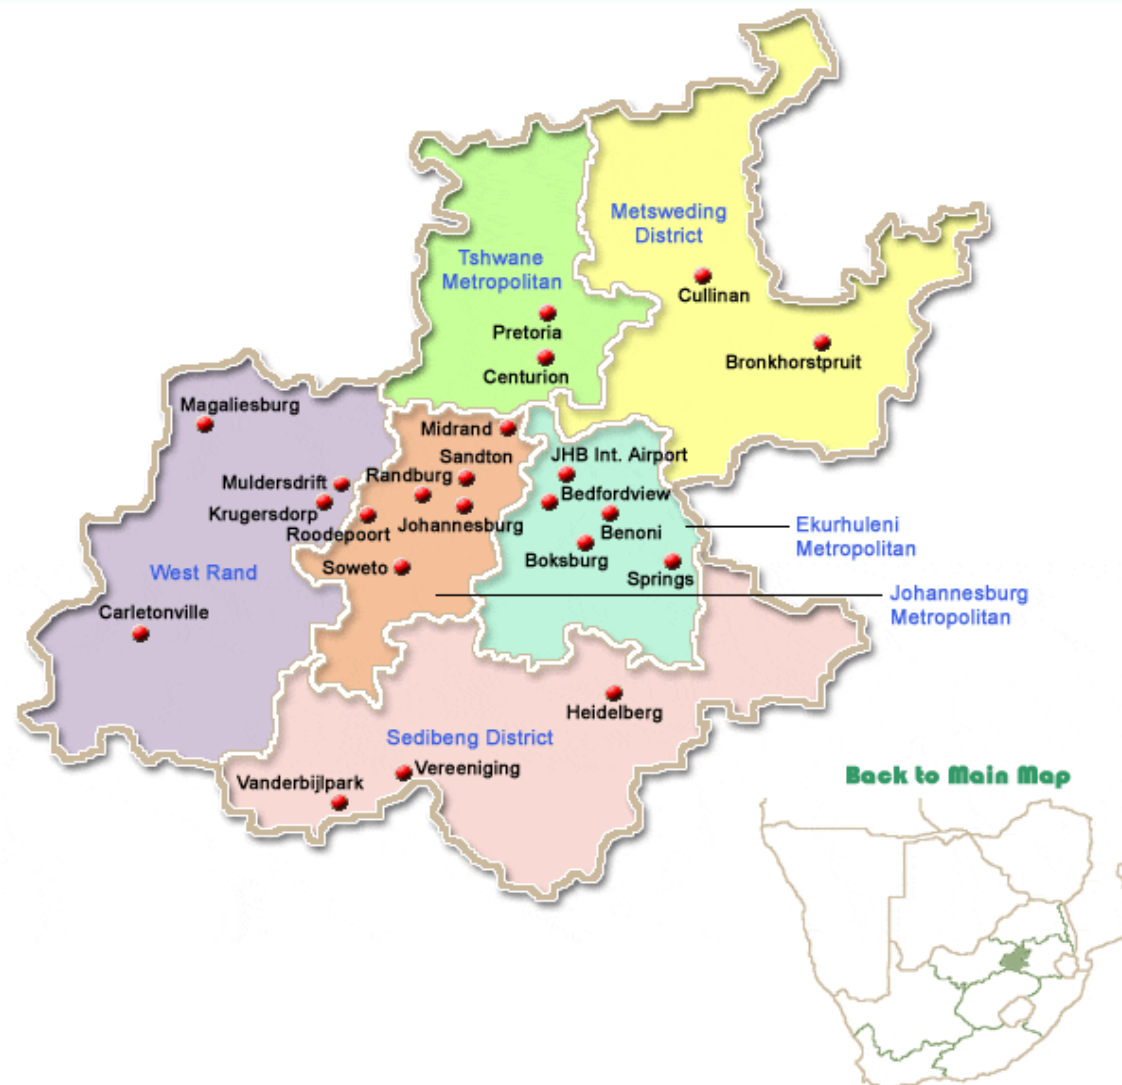 Metsweding
District
Tshwane
Metropolitan
Cullinan
Pretoria
Bronkhorstpruit
Centurion
Magaliesburg
Midrand
Sandton
JHB Int. Airport
Randburg
Muldersdrift
Bedfordview
Krugersdorp
Johannesburg
Roodepoort
Benoni
Ekurhuleni
Metropolitan
Boksburg
Soweto
West Rand
Springs
Johannesburg
Metropolitan
Carletonville
Heidelberg
Sedibeng District
Vereeniging
Vanderbijlpark
Back to Main Map